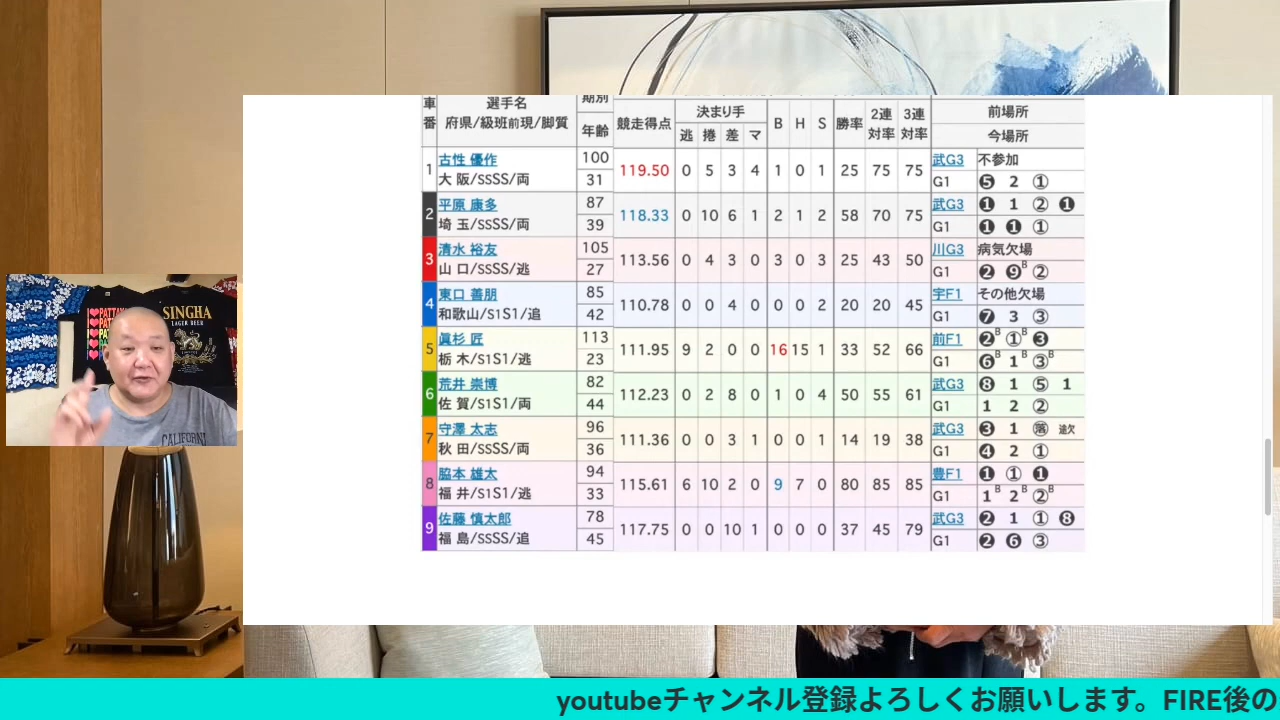 車番 選手名 府県/級班前現/脚質 期別 年齢 競走得点 決まり手 逃 捲 差 マ B H S 勝率 2連対率 3連対率 前場所 今場所
1 古性 優作 100 119.50 0 5 3 4 1 0 1 25 75 75 武G3 不参加
大 阪/SSSS/両 31 G1 ❺ 2 ①
2 平原 康多 87 118.33 0 10 6 1 2 1 2 58 70 75 武G3 ❶ 1 ② ❶
埼 玉/SSSS/両 39 G1 ❶ ❶ ①
3 清水 裕友 105 113.56 0 4 3 0 3 0 3 25 43 50 川G3 病気欠場
山 口/SSSS/逃 27 G1 ❷ ❾B ②
4 東口 善朋 85 110.78 0 0 4 0 0 0 2 20 20 45 宇F1 その他欠場
和歌山/S1S1/追 42 G1 ❼ 3 ③
5 眞杉 匠 113 111.95 9 2 0 0 16 15 1 33 52 66 前F1 ❷B ①B ❸
栃 木/S1S1/逃 23 G1 ❻B 1B ③B
6 荒井 崇博 82 112.23 0 2 8 0 1 0 4 50 55 61 武G3 ❽ 1 ⑤ 1
佐 賀/S1S1/両 44 G1 1 2 ②
7 守澤 太志 96 111.36 0 0 3 1 0 0 1 14 19 38 武G3 ❸ 1 落 途欠
秋 田/SSSS/両 36 G1 ❹ 2 ①
8 脇本 雄太 94 115.61 6 10 2 0 9 7 0 80 85 85 豊F1 ❶ ① ❶
福 井/S1S1/逃 33 G1 1B 2B ②B
9 佐藤 慎太郎 78 117.75 0 0 10 1 0 0 0 37 45 79 武G3 ❷ 1 ① ❽
福 島/SSSS/追 45 G1 ❷ ❻ ③
SINGHA
LAGER BEER
CALIFORNI
youtubeチャンネル登録よろしくお願いします。FIRE後の